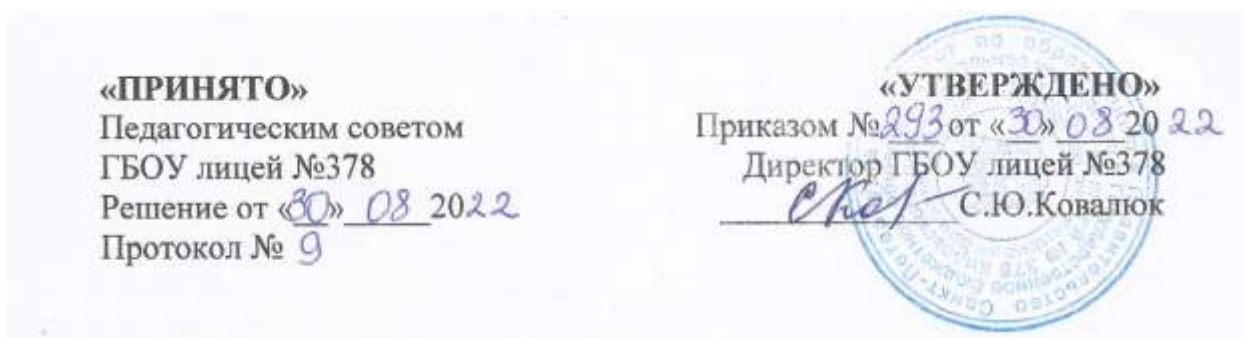 «ПРИНЯТО»
Педагогическим советом
ГБОУ лицей №378
Решение от «30» 08 2022
Протокол № 9
«УТВЕРЖДЕНО»
Приказом №293 от «30» 08 20 22
Директор ГБОУ лицей №378
С.Ю.Ковалюк